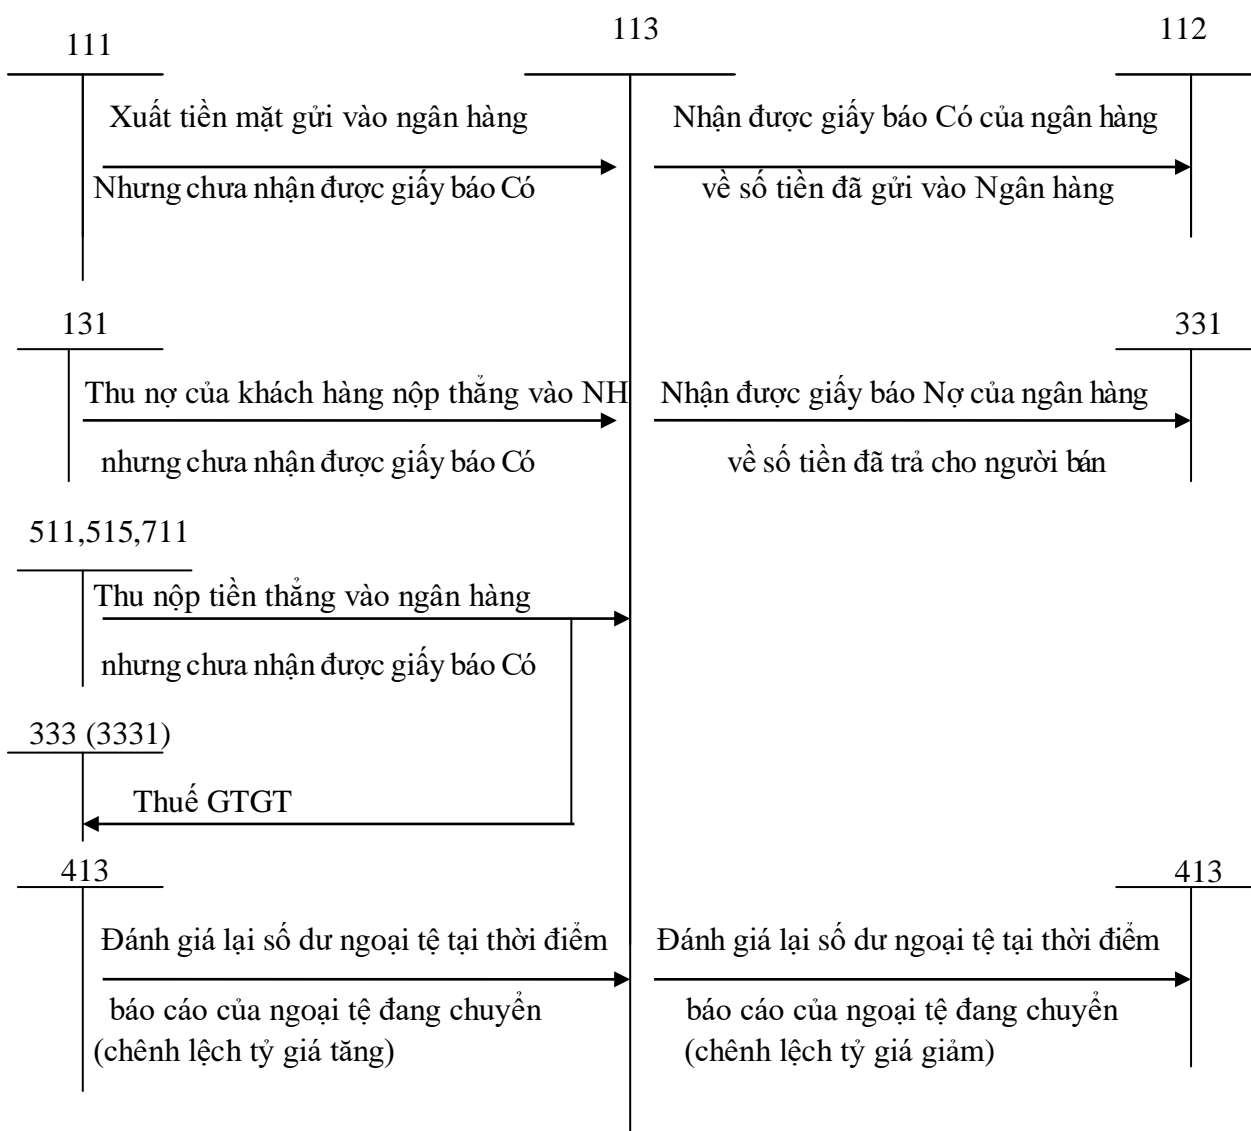 111
113
112
Xuất tiền mặt gửi vào ngân hàng
Nhưng chưa nhận được giấy báo Có
Nhận được giấy báo Có của ngân hàng
về số tiền đã gửi vào Ngân hàng
131
331
Thu nợ của khách hàng nộp thẳng vào NH
nhưng chưa nhận được giấy báo Có
Nhận được giấy báo Nợ của ngân hàng
về số tiền đã trả cho người bán
511,515,711
Thu nộp tiền thẳng vào ngân hàng
nhưng chưa nhận được giấy báo Có
333 (3331)
Thuế GTGT
413
413
Đánh giá lại số dư ngoại tệ tại thời điểm
báo cáo của ngoại tệ đang chuyển
(chênh lệch tỷ giá tăng)
Đánh giá lại số dư ngoại tệ tại thời điểm
báo cáo của ngoại tệ đang chuyển
(chênh lệch tỷ giá giảm)